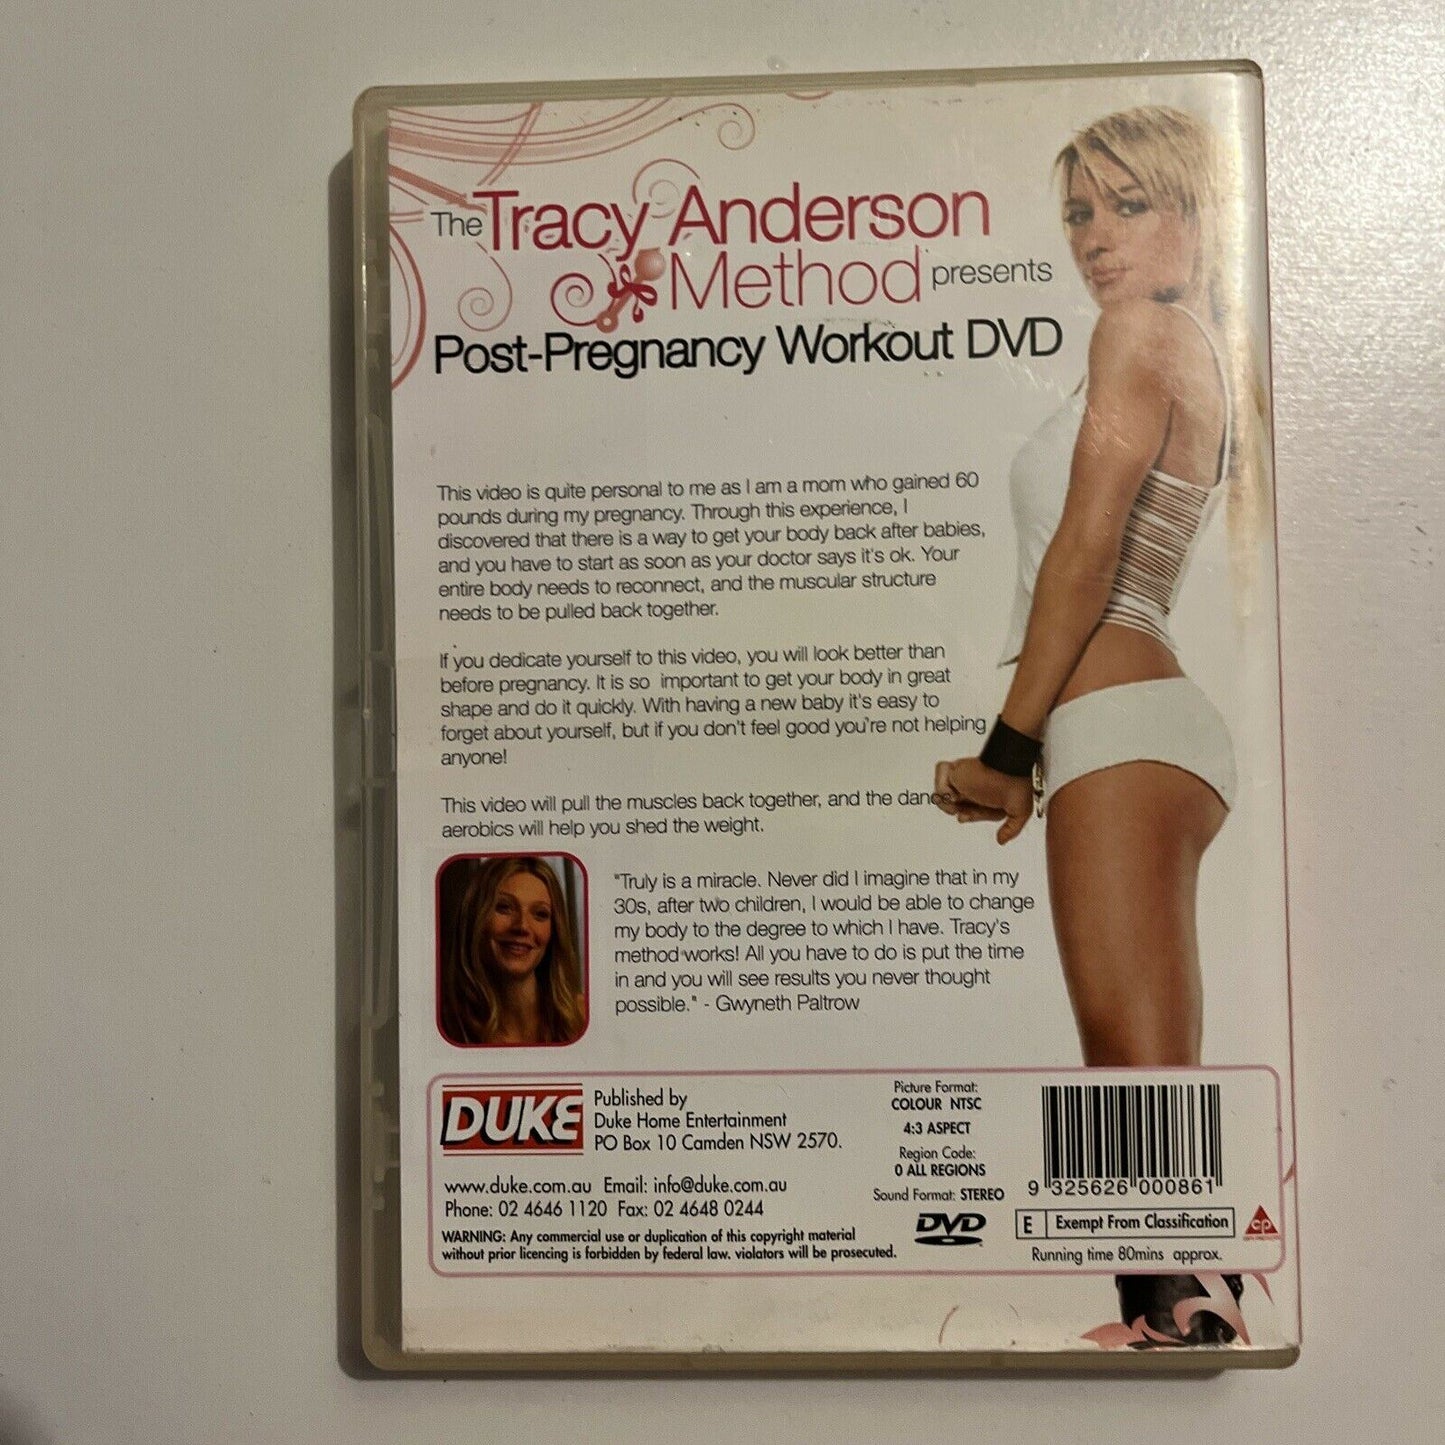 The Tracy Anderson
Method presents
Post-Pregnancy Workout DVD
This video is quite personal to me as I am a mom who gained 60
pounds during my pregnancy. Through this experience, I
discovered that there is a way to get your body back after babies,
and you have to start as soon as your doctor says it's ok. Your
entire body needs to reconnect, and the muscular structure
needs to be pulled back together.
If you dedicate yourself to this video, you will look better than
before pregnancy. It is so important to get your body in great
shape and do it quickly. With having a new baby it's easy to
forget about yourself, but if you don't feel good you're not helping
anyone!
This video will pull the muscles back together, and the dance
aerobics will help you shed the weight.
"Truly is a miracle. Never did I imagine that in my
30s, after two children, I would be able to change
my body to the degree to which I have. Tracy's
method works! All you have to do is put the time
in and you will see results you never thought
possible." - Gwyneth Paltrow
DUKE
Published by
Duke Home Entertainment
PO Box 10 Camden NSW 2570.
www.duke.com.au Email: info@duke.com.au
Phone: 02 4646 1120 Fax: 02 4648 0244
WARNING: Any commercial use or duplication of this copyright material
without prior licencing is forbidden by federal law. violators will be prosecuted.
Picture Format:
COLOUR NTSC
4:3 ASPECT
Region Code:
0 ALL REGIONS
Sound Format: STEREO
DVD
9 325626 000861
E Exempt From Classification
cp
Running time 80mins approx.